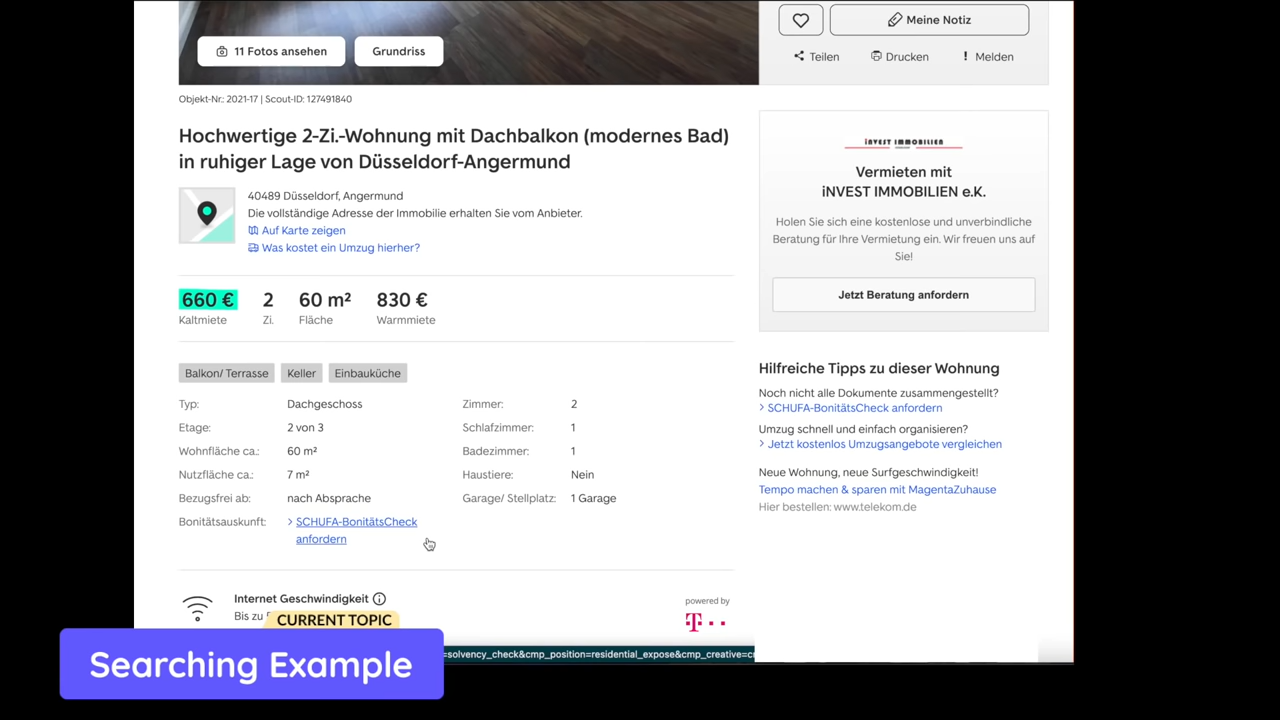 11 Fotos ansehen
Grundriss
Meine Notiz
Teilen
Drucken
Melden
Objekt-Nr.: 2021-17 | Scout-ID: 127491840
Hochwertige 2-Zi.-Wohnung mit Dachbalkon (modernes Bad)
in ruhiger Lage von Düsseldorf-Angermund
40489 Düsseldorf, Angermund
Die vollständige Adresse der Immobilie erhalten Sie vom Anbieter.
Auf Karte zeigen
Was kostet ein Umzug hierher?
660 € 2 60 m² 830 €
Kaltmiete Zi. Fläche Warmmiete
Balkon/ Terrasse Keller Einbauküche
Typ: Dachgeschoss Zimmer: 2
Etage: 2 von 3 Schlafzimmer: 1
Wohnfläche ca.: 60 m² Badezimmer: 1
Nutzfläche ca.: 7 m² Haustiere: Nein
Bezugsfrei ab: nach Absprache Garage/ Stellplatz: 1 Garage
Bonitätsauskunft: > SCHUFA-BonitätsCheck
anfordern
Internet Geschwindigkeit
Bis zu
powered by
T
iNVEST IMMOBILIEN
Vermieten mit
iNVEST IMMOBILIEN e.K.
Holen Sie sich eine kostenlose und unverbindliche
Beratung für Ihre Vermietung ein. Wir freuen uns auf
Sie!
Jetzt Beratung anfordern
Hilfreiche Tipps zu dieser Wohnung
Noch nicht alle Dokumente zusammengestellt?
> SCHUFA-BonitätsCheck anfordern
Umzug schnell und einfach organisieren?
> Jetzt kostenlos Umzugsangebote vergleichen
Neue Wohnung, neue Surfgeschwindigkeit!
Tempo machen & sparen mit MagentaZuhause
Hier bestellen: www.telekom.de
CURRENT TOPIC
Searching Example
=solvency_check&cmp_position=residential_expose&cmp_creative=